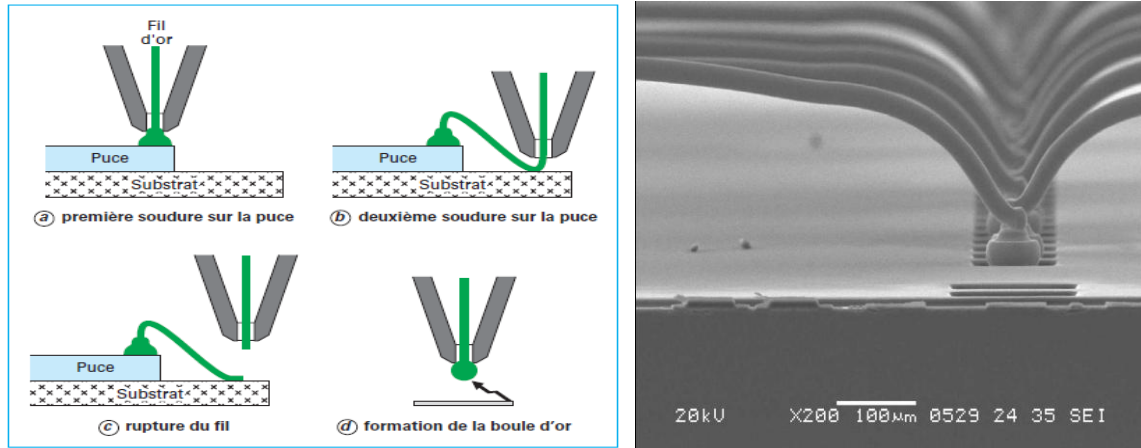 Fil
d'or
Puce
Substrat
ⓐ première soudure sur la puce
Puce
Substrat
ⓑ deuxième soudure sur la puce
Puce
Substrat
ⓒ rupture du fil
ⓓ formation de la boule d'or
20kV X200 100µm 0529 24 35 SEI